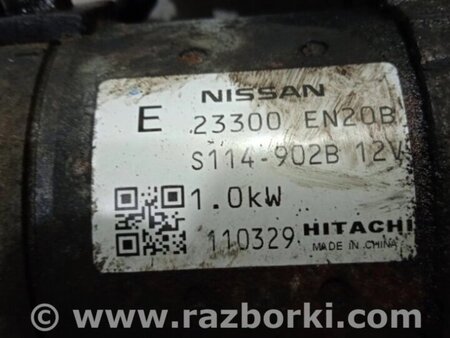 NISSAN
E 23300 EN20B
S114-902B 12V
1.0kW
110329 HITACHI
MADE IN CHINA
© www.razborki.com